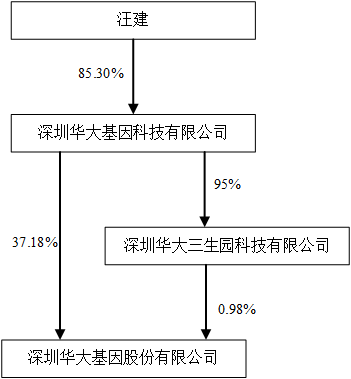 汪建
85.30%
深圳华大基因科技有限公司
95%
37.18%
深圳华大三生园科技有限公司
0.98%
深圳华大基因股份有限公司